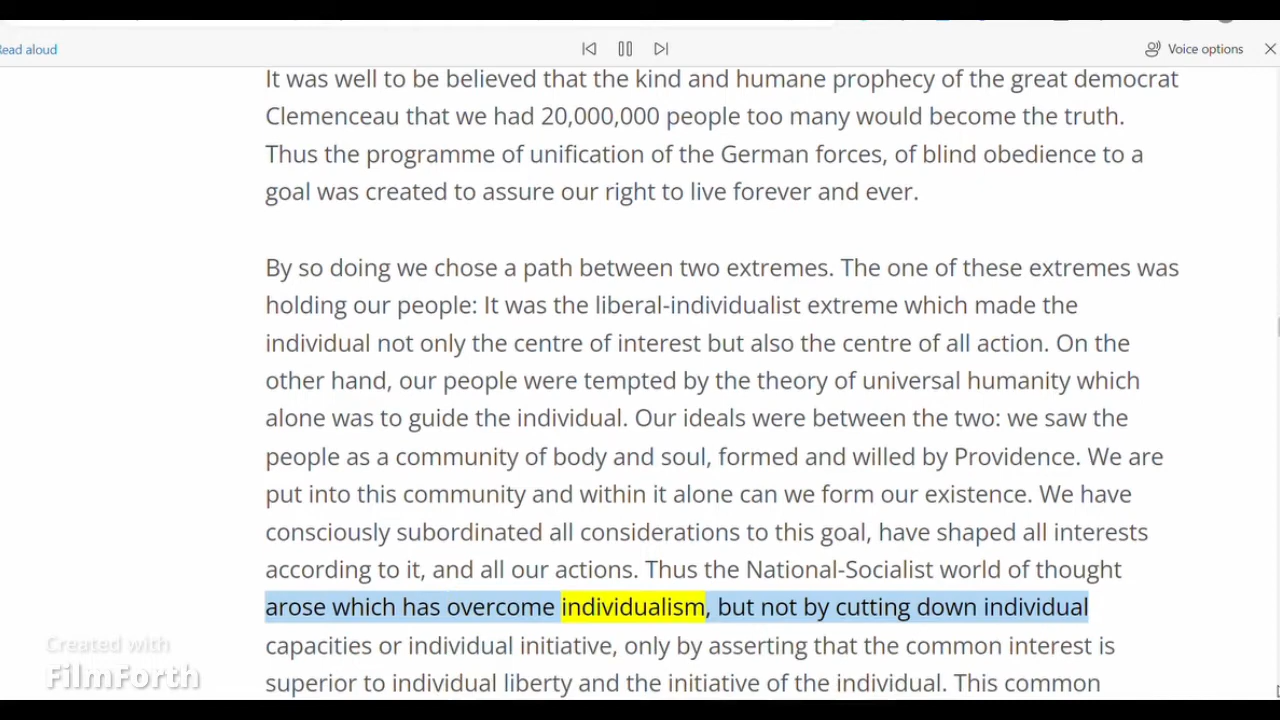 Read aloud
Voice options
It was well to be believed that the kind and humane prophecy of the great democrat
Clemenceau that we had 20,000,000 people too many would become the truth.
Thus the programme of unification of the German forces, of blind obedience to a
goal was created to assure our right to live forever and ever.
By so doing we chose a path between two extremes. The one of these extremes was
holding our people: It was the liberal-individualist extreme which made the
individual not only the centre of interest but also the centre of all action. On the
other hand, our people were tempted by the theory of universal humanity which
alone was to guide the individual. Our ideals were between the two: we saw the
people as a community of body and soul, formed and willed by Providence. We are
put into this community and within it alone can we form our existence. We have
consciously subordinated all considerations to this goal, have shaped all interests
according to it, and all our actions. Thus the National-Socialist world of thought
arose which has overcome individualism, but not by cutting down individual
capacities or individual initiative, only by asserting that the common interest is
superior to individual liberty and the initiative of the individual. This common
Created with
FilmForth